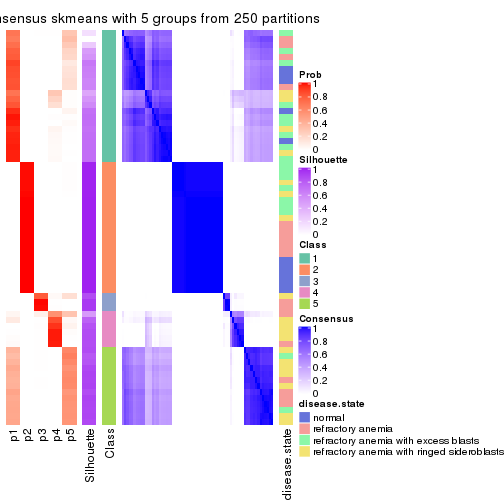 nsensus skmeans with 5 groups from 250 partitions
Prob
1
0.8
0.6
0.4
0.2
0
Silhouette
1
0.8
0.6
0.4
0.2
0
Class
1
2
3
4
5
Consensus
1
0.8
0.6
0.4
0.2
0
disease.state
normal
refractory anemia
refractory anemia with excess blasts
refractory anemia with ringed sideroblasts
p1
p2
p3
p4
p5
Silhouette
Class
disease.state